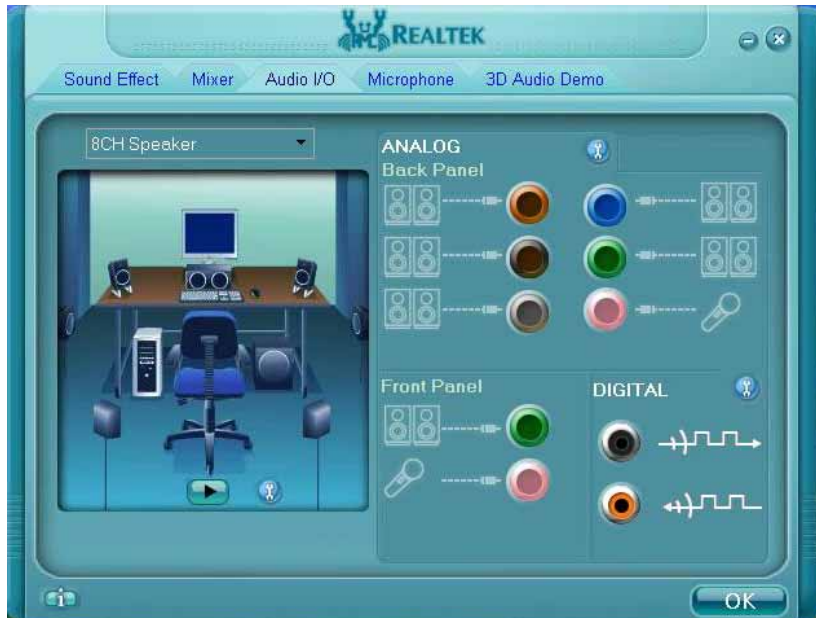 REALTEK
Sound Effect Mixer Audio I/O Microphone 3D Audio Demo
8CH Speaker
ANALOG
Back Panel
Front Panel
DIGITAL
i
OK